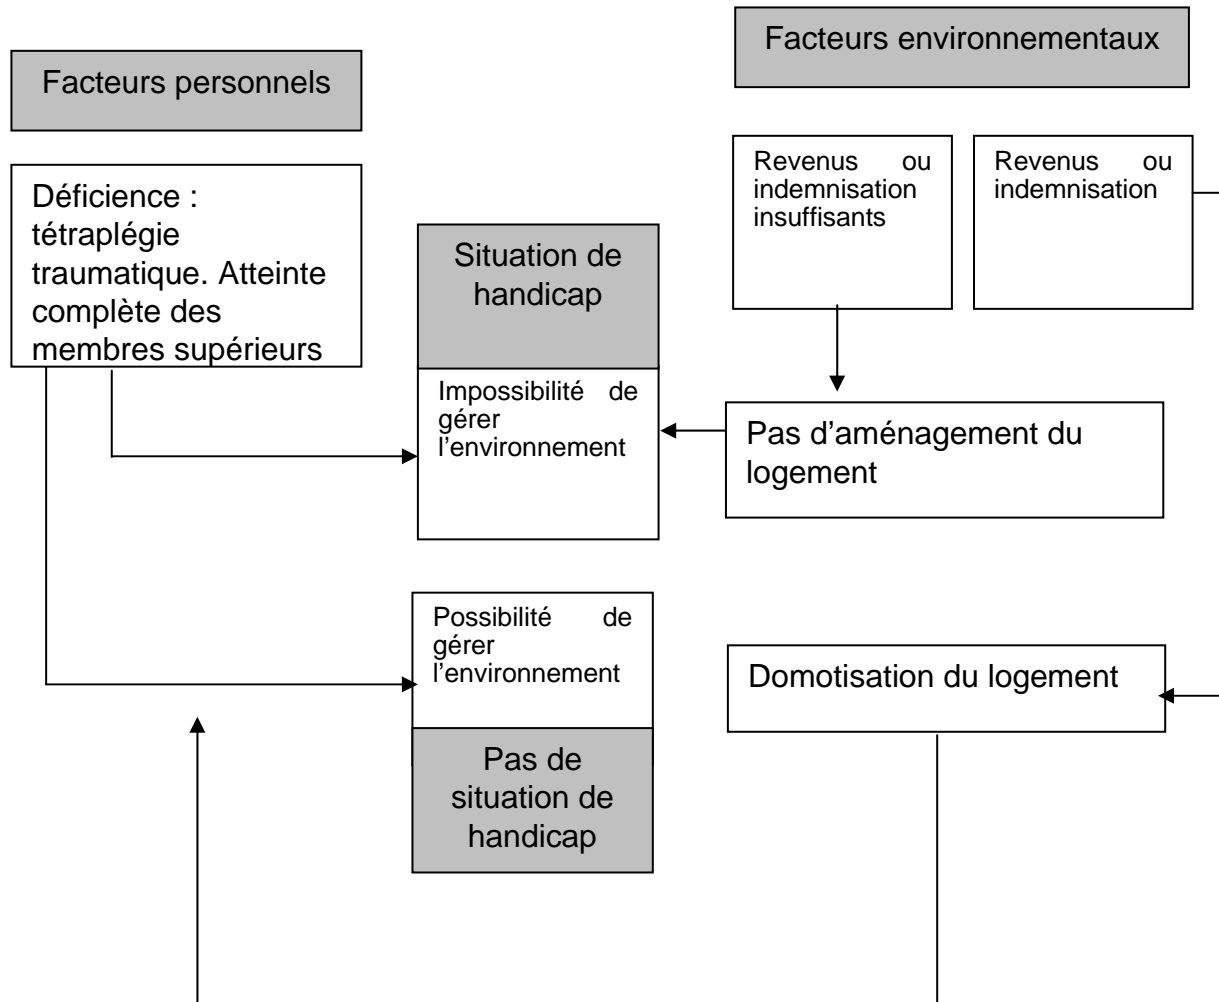 Facteurs personnels
Déficience :
tétraplégie
traumatique. Atteinte
complète des
membres supérieurs
Situation de
handicap
Impossibilité de
gérer
l’environnement
Possibilité de
gérer
l’environnement
Pas de
situation de
handicap
Facteurs environnementaux
Revenus ou
indemnisation
insuffisants
Revenus ou
indemnisation
Pas d’aménagement du
logement
Domotisation du logement